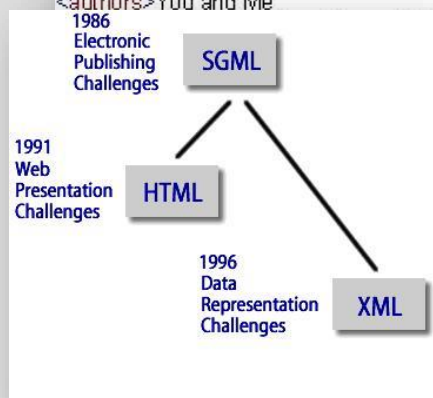 <authors>You and Me
1986
Electronic
Publishing
Challenges
SGML
1991
Web
Presentation
Challenges
HTML
1996
Data
Representation
Challenges
XML